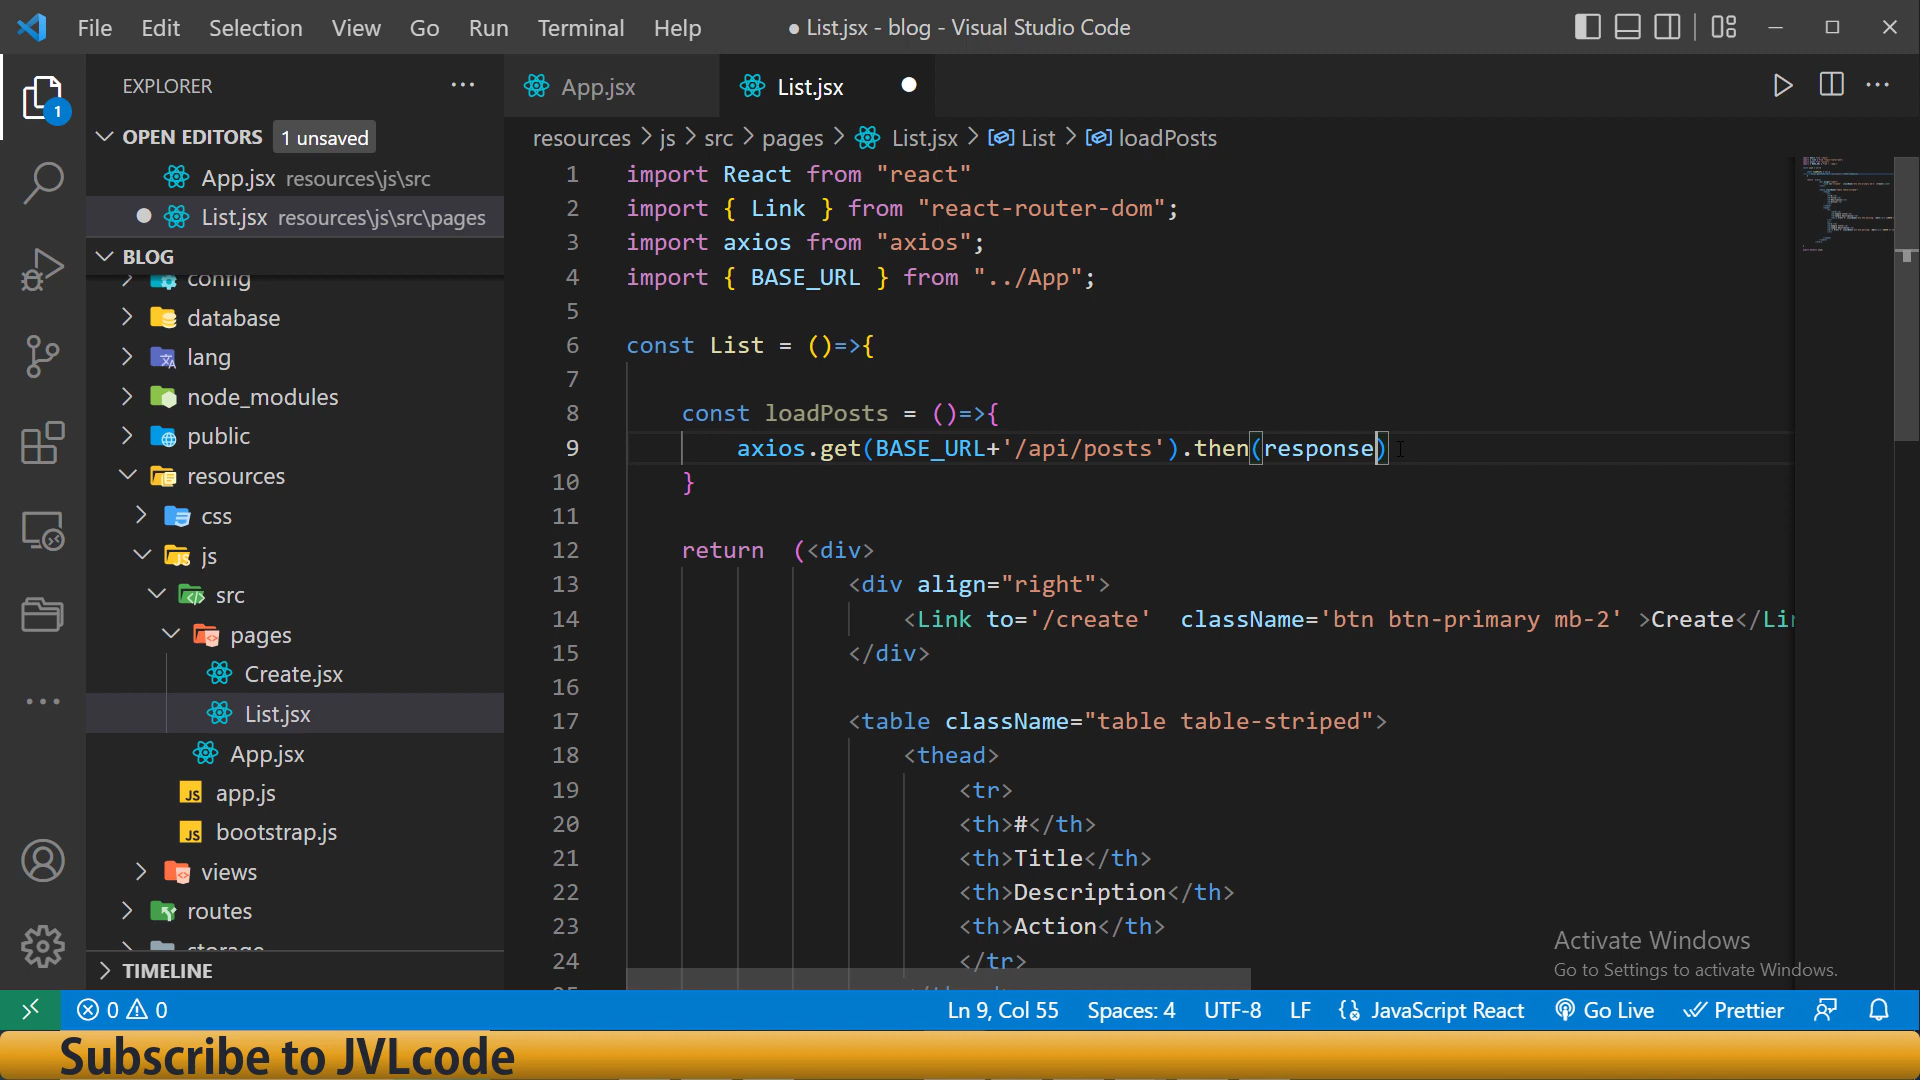 File Edit Selection View Go Run Terminal Help ● List.jsx - blog - Visual Studio Code
EXPLORER ···
App.jsx
List.jsx
OPEN EDITORS 1 unsaved
App.jsx resources\js\src
List.jsx resources\js\src\pages
BLOG
config
database
lang
node_modules
public
resources
css
js
src
pages
Create.jsx
List.jsx
App.jsx
app.js
bootstrap.js
views
routes
storage
TIMELINE
1
resources > js > src > pages > List.jsx > List > loadPosts
1 import React from "react"
2 import { Link } from "react-router-dom";
3 import axios from "axios";
4 import { BASE_URL } from "../App";
5
6 const List = ()=>{
7
8 const loadPosts = ()=>{
9 axios.get(BASE_URL+'/api/posts').then(response)
10 }
11
12 return (<div>
13 <div align="right">
14 <Link to='/create' className='btn btn-primary mb-2' >Create</Li
15 </div>
16
17 <table className="table table-striped">
18 <thead>
19 <tr>
20 <th>#</th>
21 <th>Title</th>
22 <th>Description</th>
23 <th>Action</th>
24 </tr>
Activate Windows
Go to Settings to activate Windows.
0 0 Ln 9, Col 55 Spaces: 4 UTF-8 LF JavaScript React Go Live Prettier
Subscribe to JVLcode